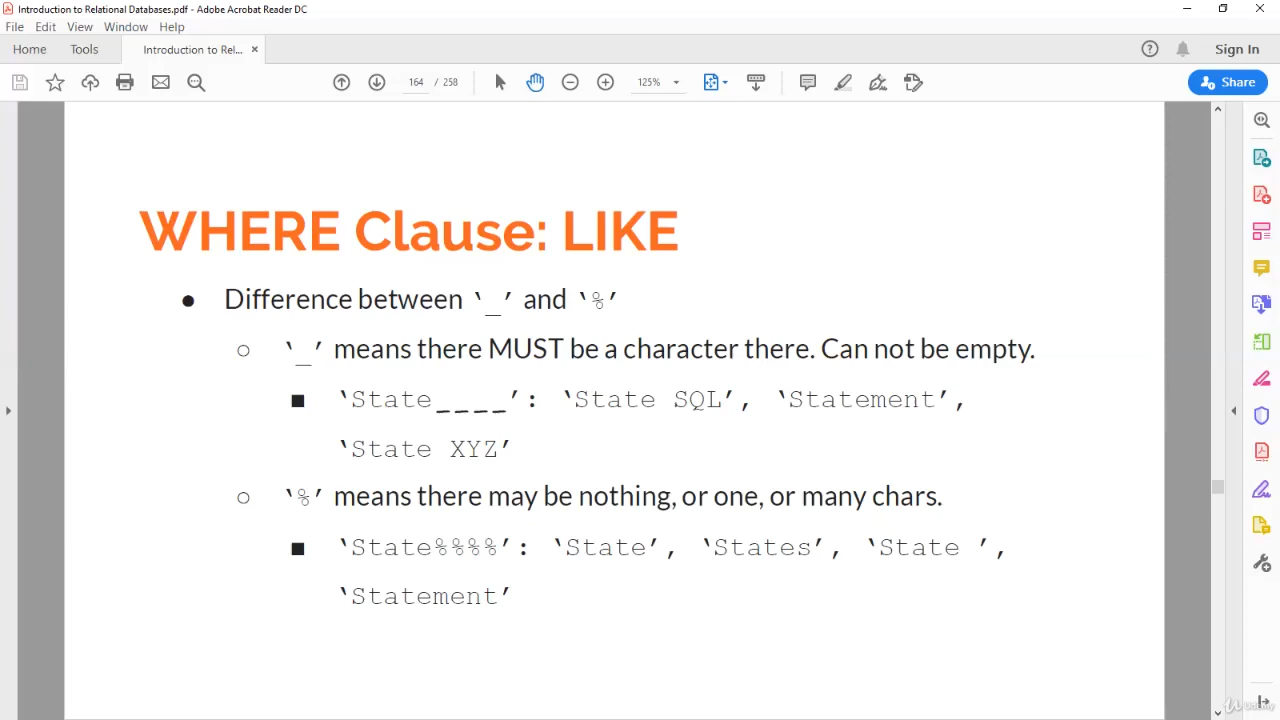 Introduction to Relational Databases.pdf - Adobe Acrobat Reader DC
File Edit View Window Help
Home Tools Introduction to Rel... × Sign In
164 / 258 125% Share
WHERE Clause: LIKE
● Difference between ‘_’ and ‘%’
○ ‘_’ means there MUST be a character there. Can not be empty.
■ ‘State____’: ‘State SQL’, ‘Statement’,
‘State XYZ’
○ ‘%’ means there may be nothing, or one, or many chars.
■ ‘State%%%%’: ‘State’, ‘States’, ‘State ’,
‘Statement’
Udemy